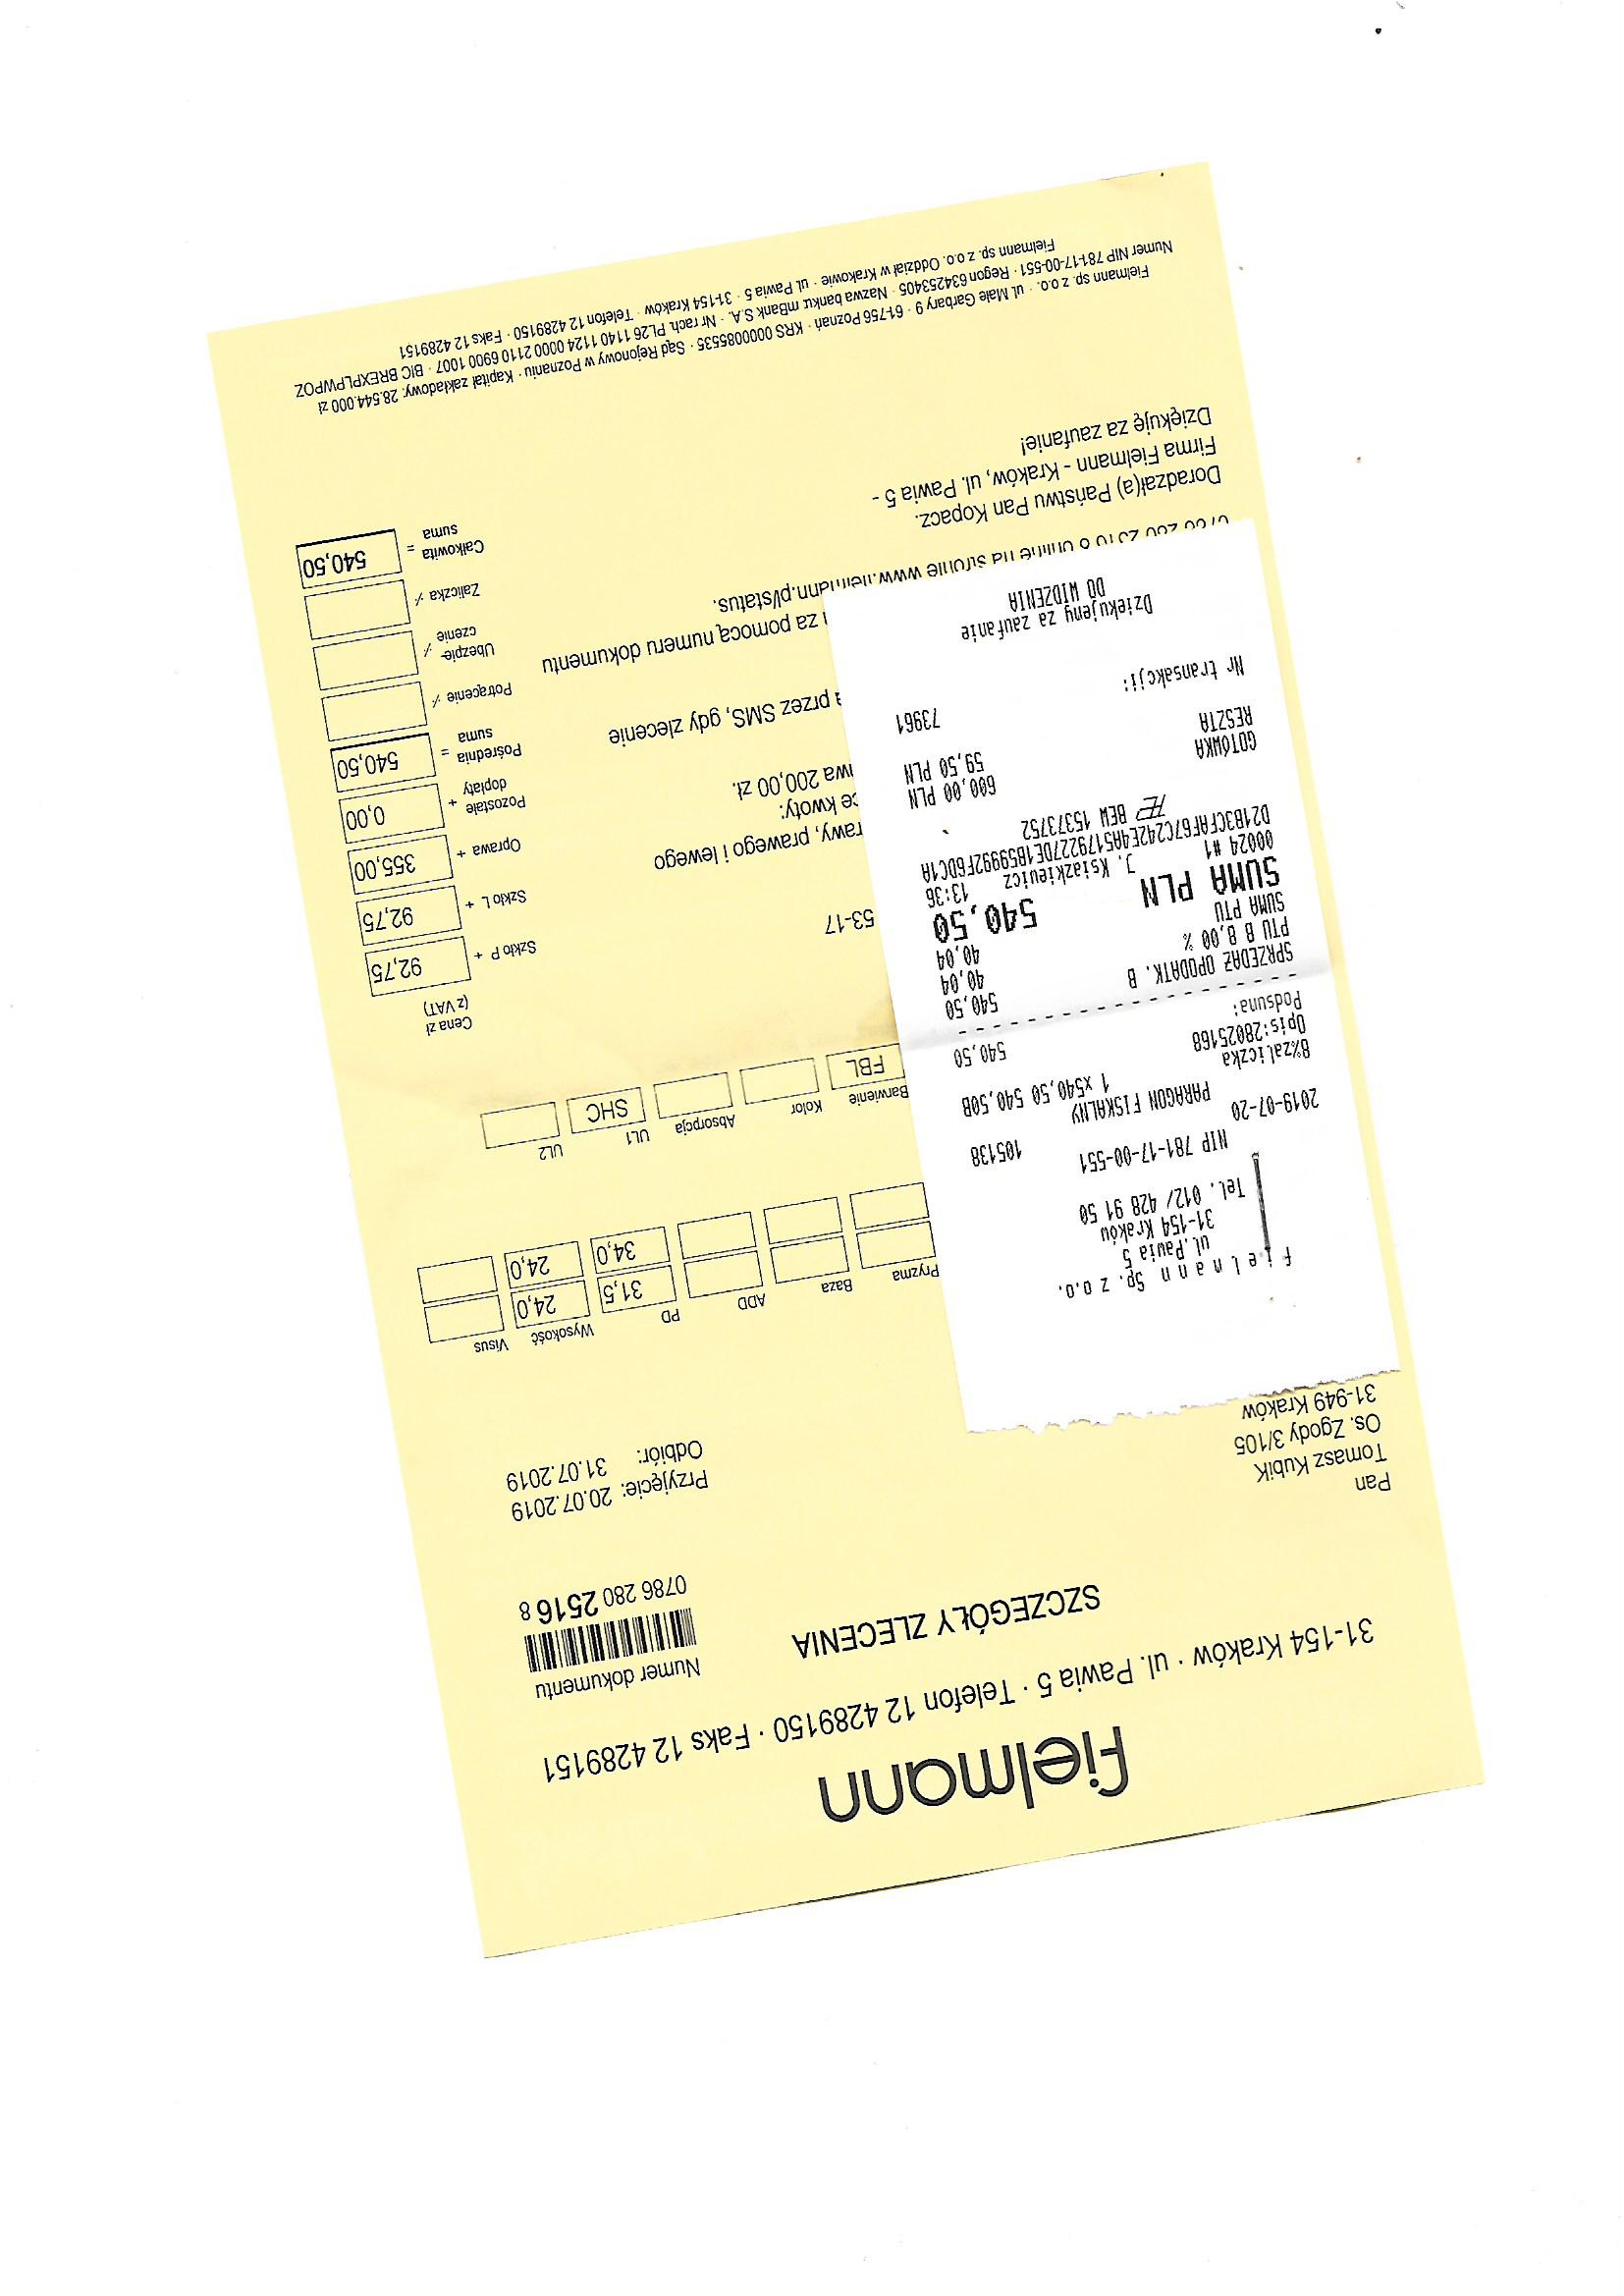 fielmann
31-154 Kraków · ul. Pawia 5 · Telefon 12 4289150 · Faks 12 4289151
SZCZEGÓŁY ZLECENIA
Numer dokumentu
0786 280 2516 8
Pan
Tomasz Kubik
Os. Zgody 3/105
31-949 Kraków
Przyjęcie: 20.07.2019
Odbiór: 31.07.2019
Pryzma Baza ADD PD Wysokość Visus
31,5 24,0
34,0 24,0
Barwienie Kolor Absorpcja UL1 UL2
FBL SHC
Cena zł
(z VAT)
Szkło P + 92,75
53-17
Szkło L + 92,75
rawy, prawego i lewego
Oprawa + 355,00
ce kwoty:
wa 200,00 zł.
Pozostałe
dopłaty + 0,00
Pośrednia
suma = 540,50
przez SMS, gdy zlecenie
Potrącenie ./.
Ubezpie-
czenie ./.
za pomocą numeru dokumentu
Zaliczka ./.
0786 280 2516 8 online na stronie www.fielmann.pl/status.
Całkowita
suma = 540,50
Doradzał(a) Państwu Pan Kopacz.
Firma Fielmann - Kraków, ul. Pawia 5 -
Dziękuję za zaufanie!
Fielmann sp. z o.o. · ul. Małe Garbary 9 · 61-756 Poznań · KRS 0000085535 · Sąd Rejonowy w Poznaniu · Kapitał zakładowy: 28.544.000 zł
Numer NIP 781-17-00-551 · Regon 634253405 · Nazwa banku: mBank S.A. · Nr rach. PL26 1140 1124 0000 2110 6900 1007 · BIC BREXPLPWPOZ
Fielmann sp. z o.o. Oddział w Krakowie · ul. Pawia 5 · 31-154 Kraków · Telefon 12 4289150 · Faks 12 4289151
fielmann Sp. z o.o.
ul.Pawia 5
31-154 Kraków
Tel. 012/ 428 91 50
NIP 781-17-00-551
2019-07-20 105138
PARAGON FISKALNY
8%zaliczka
1 x540,50 540,50B
Opis:28025168
Podsuma: 540,50
SPRZEDAŻ OPODATK. B 540,50
PTU B 8,00 % 40,04
SUMA PTU 40,04
SUMA PLN 540,50
00024 #1 J. Ksiazkiewicz 13:36
BEW 15373752
GOTÓWKA 600,00 PLN
RESZTA 59,50 PLN
Nr transakcji: 73961
Dziekujemy za zaufanie
DO WIDZENIA